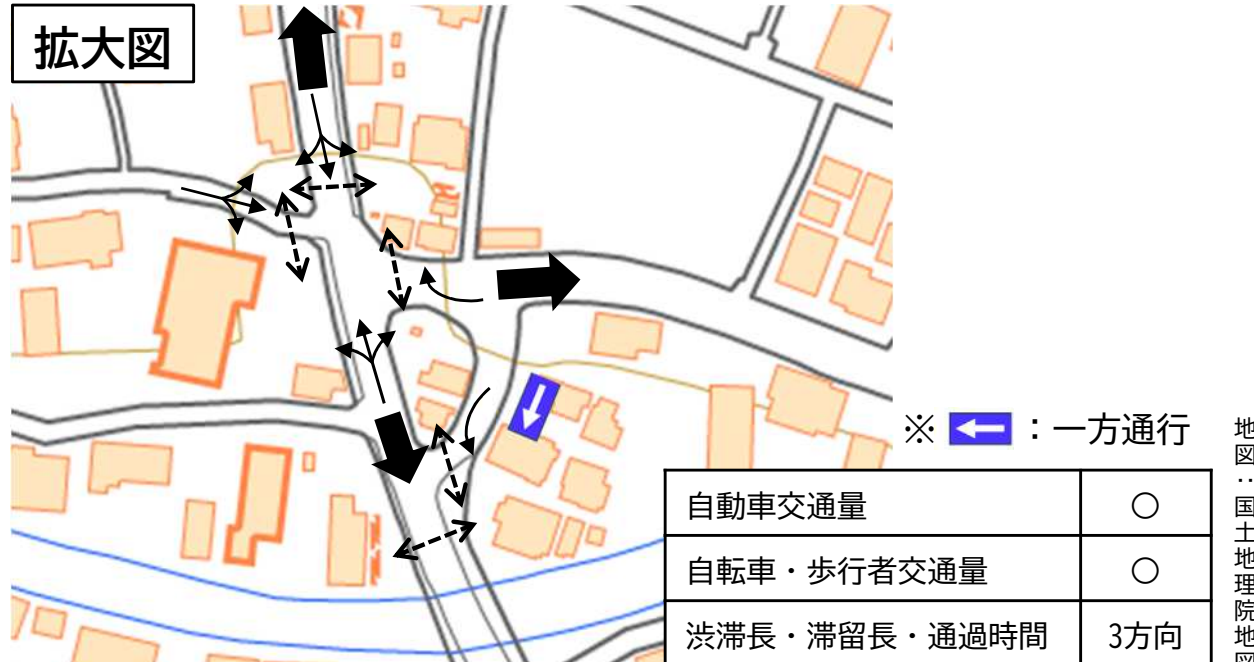 拡大図
※ ← ：一方通行
自動車交通量 ○
自転車・歩行者交通量 ○
渋滞長・滞留長・通過時間 3方向
地図：国土地理院地図